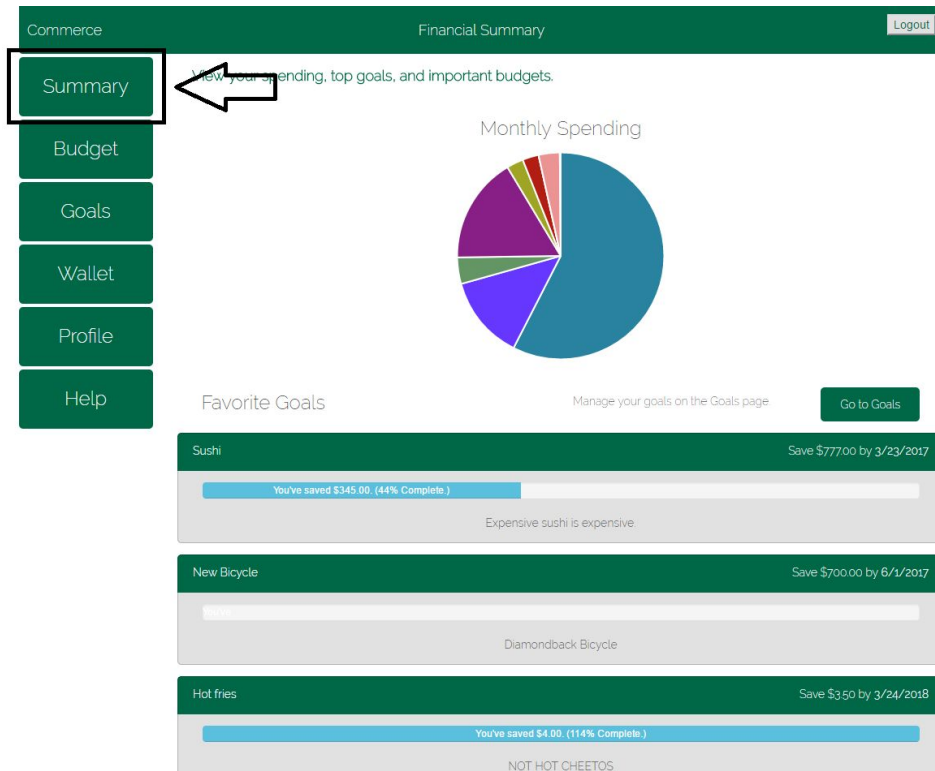 Commerce
Financial Summary
Logout
Summary
Budget
Goals
Wallet
Profile
Help
View your spending, top goals, and important budgets.
Monthly Spending
Favorite Goals
Manage your goals on the Goals page
Go to Goals
Sushi
Save $777.00 by 3/23/2017
You've saved $345.00. (44% Complete.)
Expensive sushi is expensive
New Bicycle
Save $700.00 by 6/1/2017
Diamondback Bicycle
Hot fries
Save $3.50 by 3/24/2018
You've saved $4.00. (114% Complete.)
NOT HOT CHEETOS